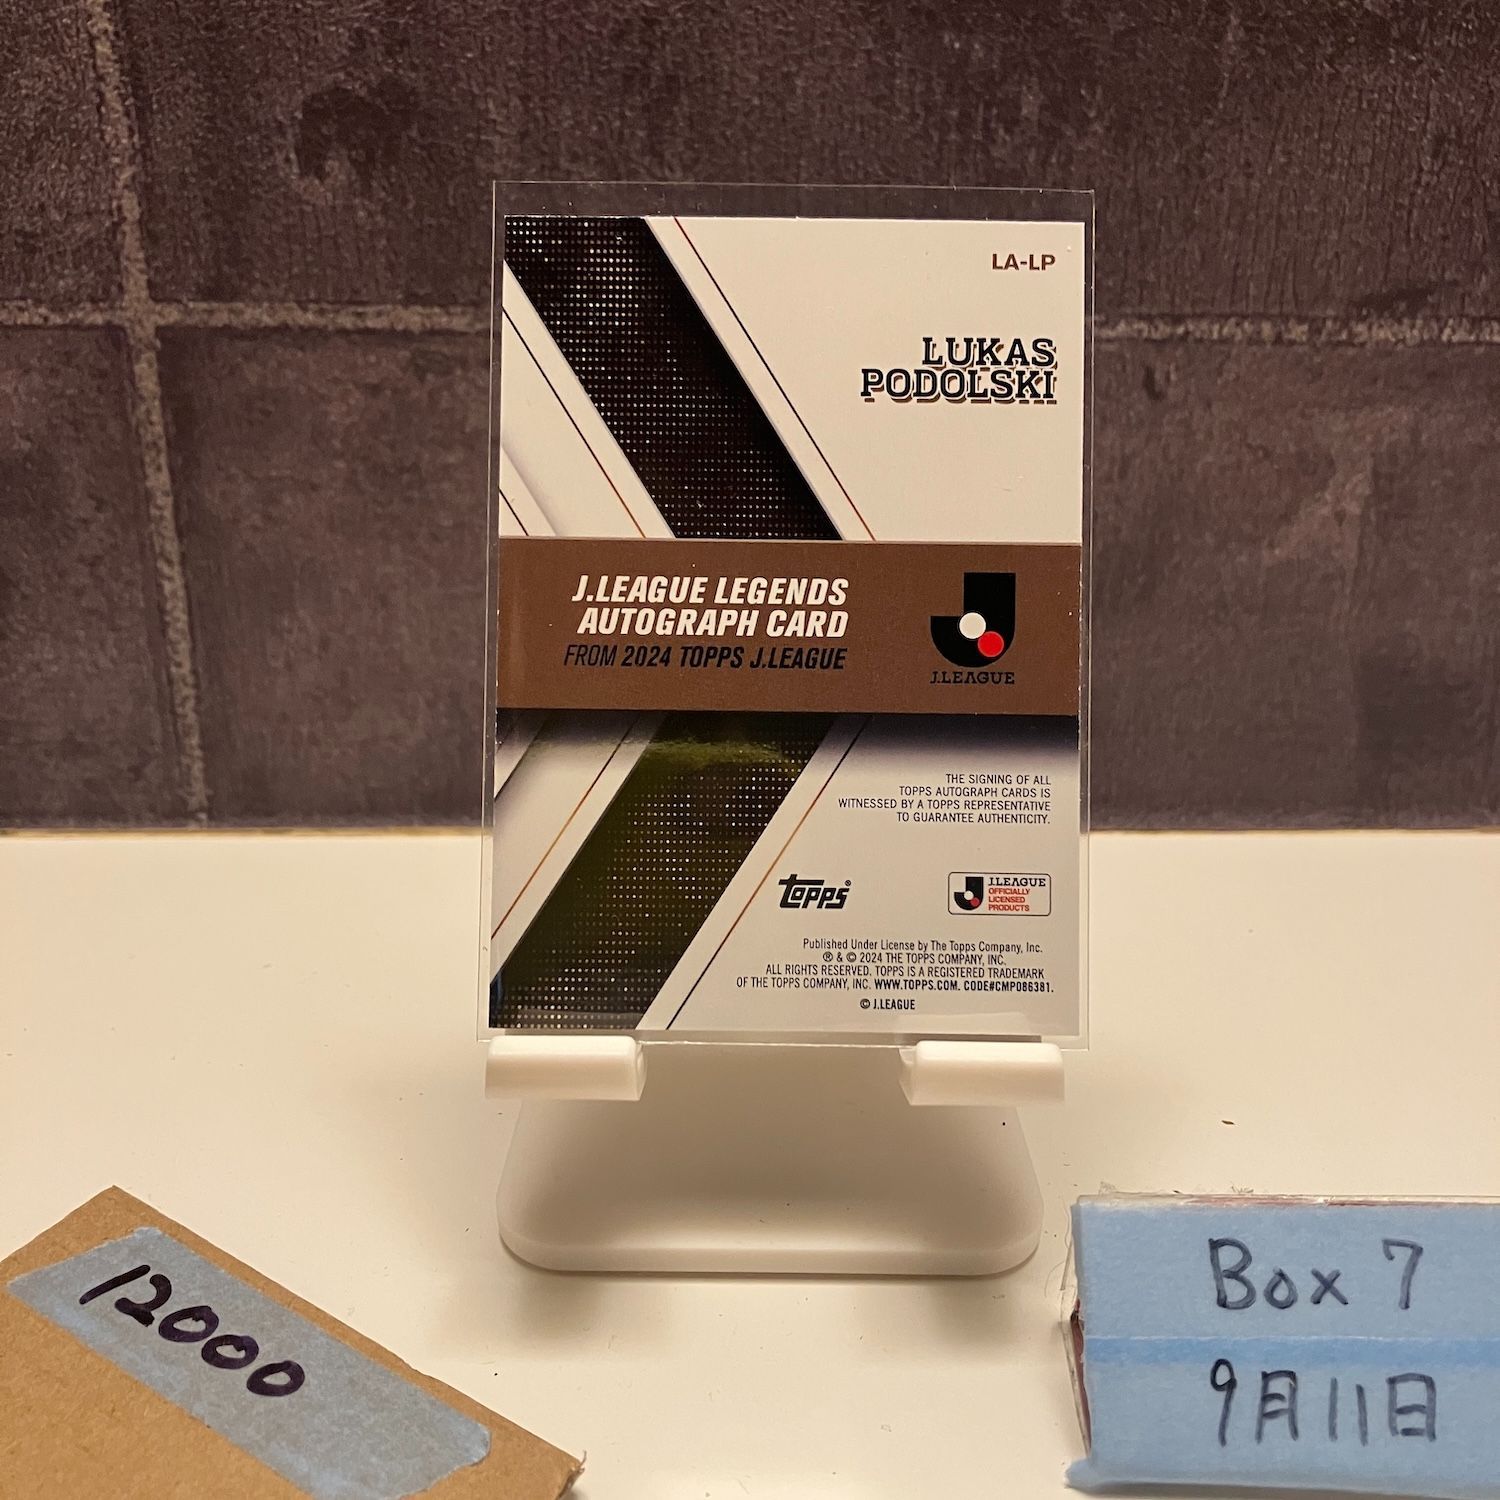 LA-LP
LUKAS
PODOLSKI
J.LEAGUE LEGENDS
AUTOGRAPH CARD
FROM 2024 TOPPS J.LEAGUE
J.LEAGUE
THE SIGNING OF ALL
TOPPS AUTOGRAPH CARDS IS
WITNESSED BY A TOPPS REPRESENTATIVE
TO GUARANTEE AUTHENTICITY.
topps®
J.LEAGUE
OFFICIALLY
LICENSED
PRODUCTS
Published Under License by The Topps Company, Inc.
® & © 2024 THE TOPPS COMPANY, INC.
ALL RIGHTS RESERVED. TOPPS IS A REGISTERED TRADEMARK
OF THE TOPPS COMPANY, INC. WWW.TOPPS.COM. CODE#CMP086381.
© J.LEAGUE
12000
Box 7
9月11日